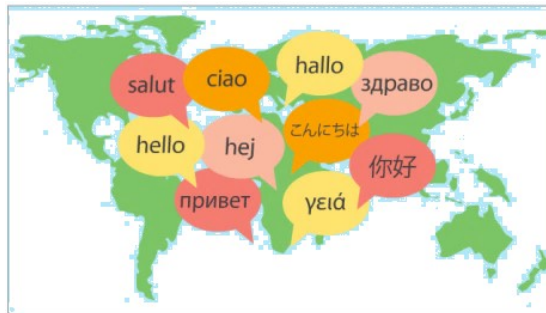 salut
ciao
hallo
здраво
hello
hej
こんにちは
你好
привет
γειά